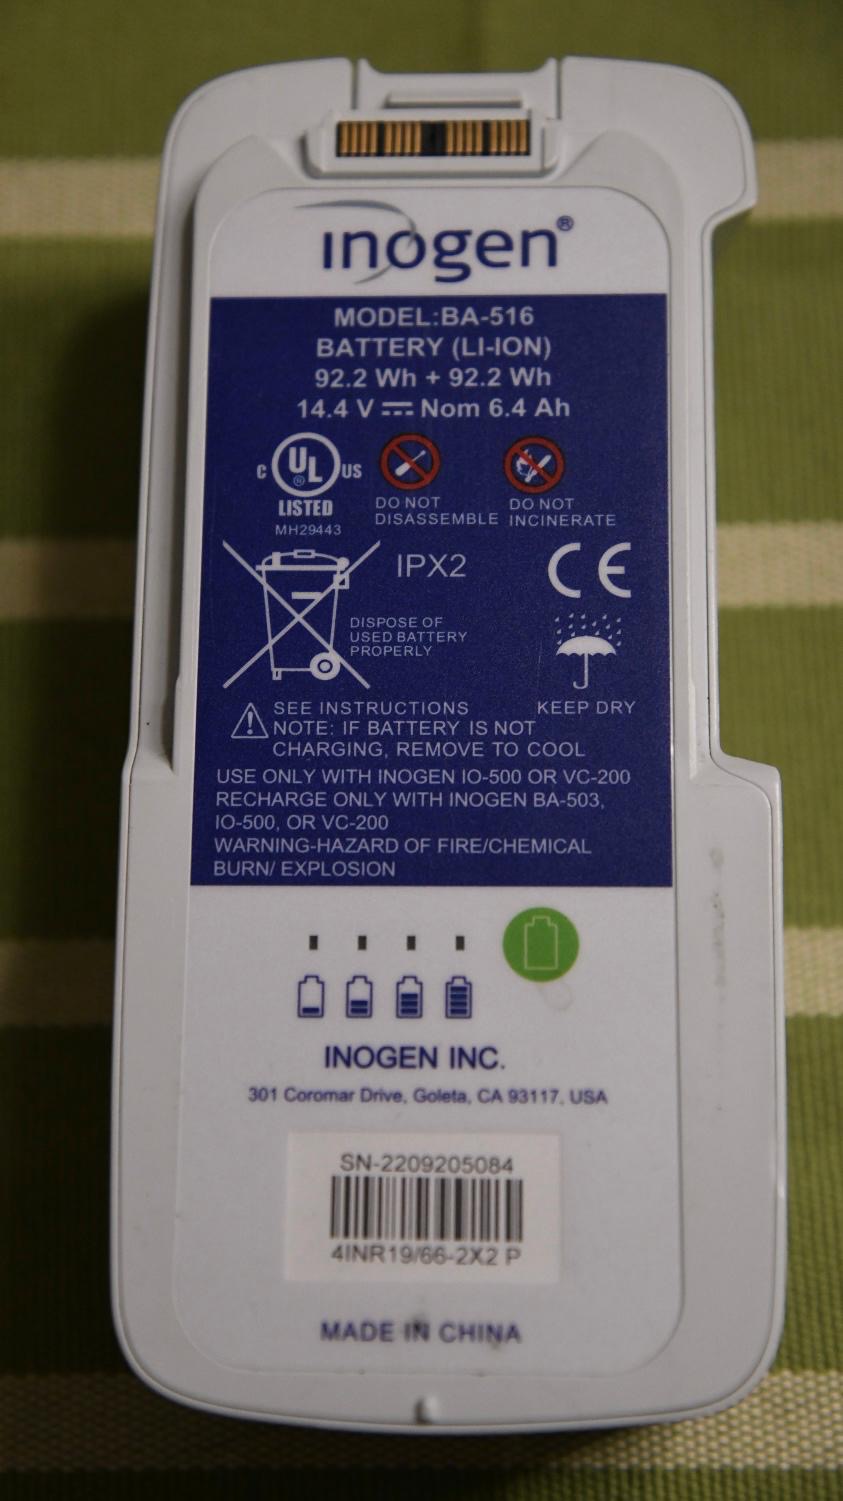 inogen®
MODEL:BA-516
BATTERY (LI-ION)
92.2 Wh + 92.2 Wh
14.4 V ⎓ Nom 6.4 Ah
C UL® US
LISTED
MH29443
DO NOT
DISASSEMBLE
DO NOT
INCINERATE
IPX2
CE
DISPOSE OF
USED BATTERY
PROPERLY
KEEP DRY
SEE INSTRUCTIONS
NOTE: IF BATTERY IS NOT
CHARGING, REMOVE TO COOL
USE ONLY WITH INOGEN IO-500 OR VC-200
RECHARGE ONLY WITH INOGEN BA-503,
IO-500, OR VC-200
WARNING-HAZARD OF FIRE/CHEMICAL
BURN/ EXPLOSION
INOGEN INC.
301 Coromar Drive, Goleta, CA 93117, USA
SN-2209205084
4INR19/66-2X2 P
MADE IN CHINA